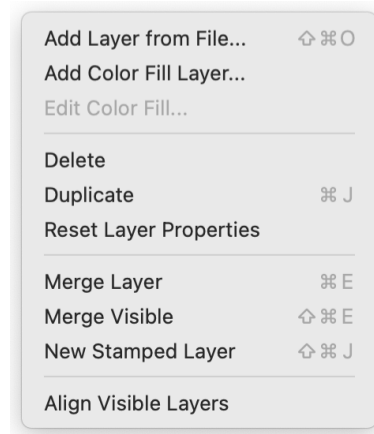 Add Layer from File... ⇧⌘O
Add Color Fill Layer...
Edit Color Fill...
Delete
Duplicate ⌘J
Reset Layer Properties
Merge Layer ⌘E
Merge Visible ⇧⌘E
New Stamped Layer ⇧⌘J
Align Visible Layers